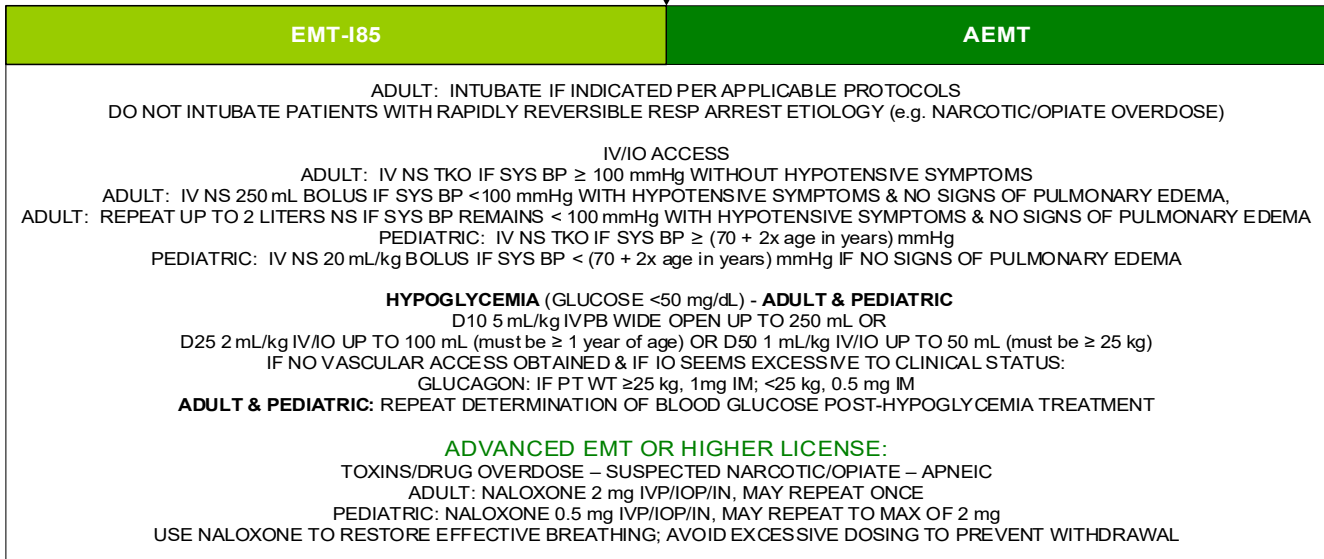 EMT-I85
AEMT
ADULT: INTUBATE IF INDICATED PER APPLICABLE PROTOCOLS
DO NOT INTUBATE PATIENTS WITH RAPIDLY REVERSIBLE RESP ARREST ETIOLOGY (e.g. NARCOTIC/OPIATE OVERDOSE)
IV/IO ACCESS
ADULT: IV NS TKO IF SYS BP ≥ 100 mmHg WITHOUT HYPOTENSIVE SYMPTOMS
ADULT: IV NS 250 mL BOLUS IF SYS BP <100 mmHg WITH HYPOTENSIVE SYMPTOMS & NO SIGNS OF PULMONARY EDEMA,
ADULT: REPEAT UP TO 2 LITERS NS IF SYS BP REMAINS < 100 mmHg WITH HYPOTENSIVE SYMPTOMS & NO SIGNS OF PULMONARY EDEMA
PEDIATRIC: IV NS TKO IF SYS BP ≥ (70 + 2x age in years) mmHg
PEDIATRIC: IV NS 20 mL/kg BOLUS IF SYS BP < (70 + 2x age in years) mmHg IF NO SIGNS OF PULMONARY EDEMA
HYPOGLYCEMIA (GLUCOSE <50 mg/dL) - ADULT & PEDIATRIC
D10 5 mL/kg IVPB WIDE OPEN UP TO 250 mL OR
D25 2 mL/kg IV/IO UP TO 100 mL (must be ≥ 1 year of age) OR D50 1 mL/kg IV/IO UP TO 50 mL (must be ≥ 25 kg)
IF NO VASCULAR ACCESS OBTAINED & IF IO SEEMS EXCESSIVE TO CLINICAL STATUS:
GLUCAGON: IF PT WT ≥25 kg, 1mg IM; <25 kg, 0.5 mg IM
ADULT & PEDIATRIC: REPEAT DETERMINATION OF BLOOD GLUCOSE POST-HYPOGLYCEMIA TREATMENT
ADVANCED EMT OR HIGHER LICENSE:
TOXINS/DRUG OVERDOSE – SUSPECTED NARCOTIC/OPIATE – APNEIC
ADULT: NALOXONE 2 mg IVP/IOP/IN, MAY REPEAT ONCE
PEDIATRIC: NALOXONE 0.5 mg IVP/IOP/IN, MAY REPEAT TO MAX OF 2 mg
USE NALOXONE TO RESTORE EFFECTIVE BREATHING; AVOID EXCESSIVE DOSING TO PREVENT WITHDRAWAL